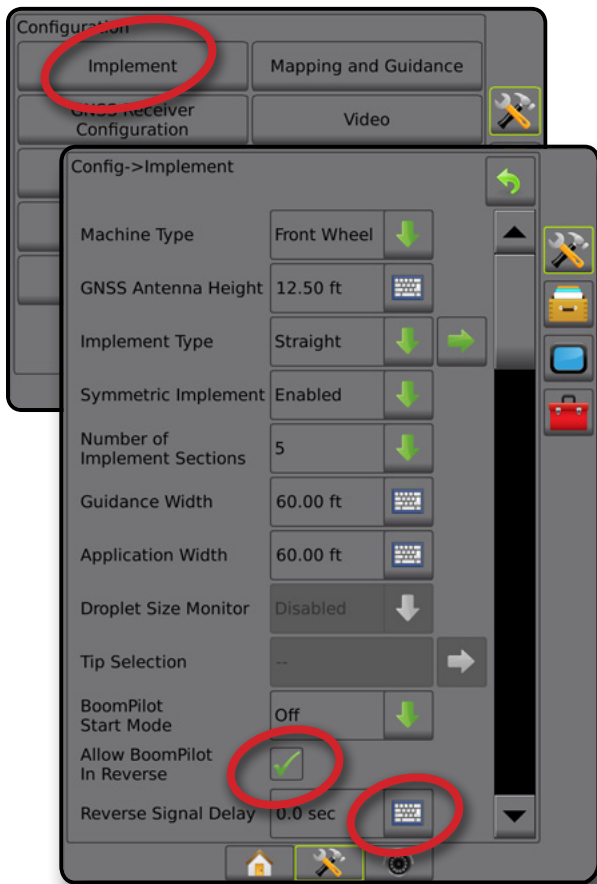 Configuration
Implement
Mapping and Guidance
GNSS Receiver
Configuration
Video
Config->Implement
Machine Type
Front Wheel
GNSS Antenna Height
12.50 ft
Implement Type
Straight
Symmetric Implement
Enabled
Number of
Implement Sections
5
Guidance Width
60.00 ft
Application Width
60.00 ft
Droplet Size Monitor
Disabled
Tip Selection
--
BoomPilot
Start Mode
Off
Allow BoomPilot
In Reverse
Reverse Signal Delay
0.0 sec